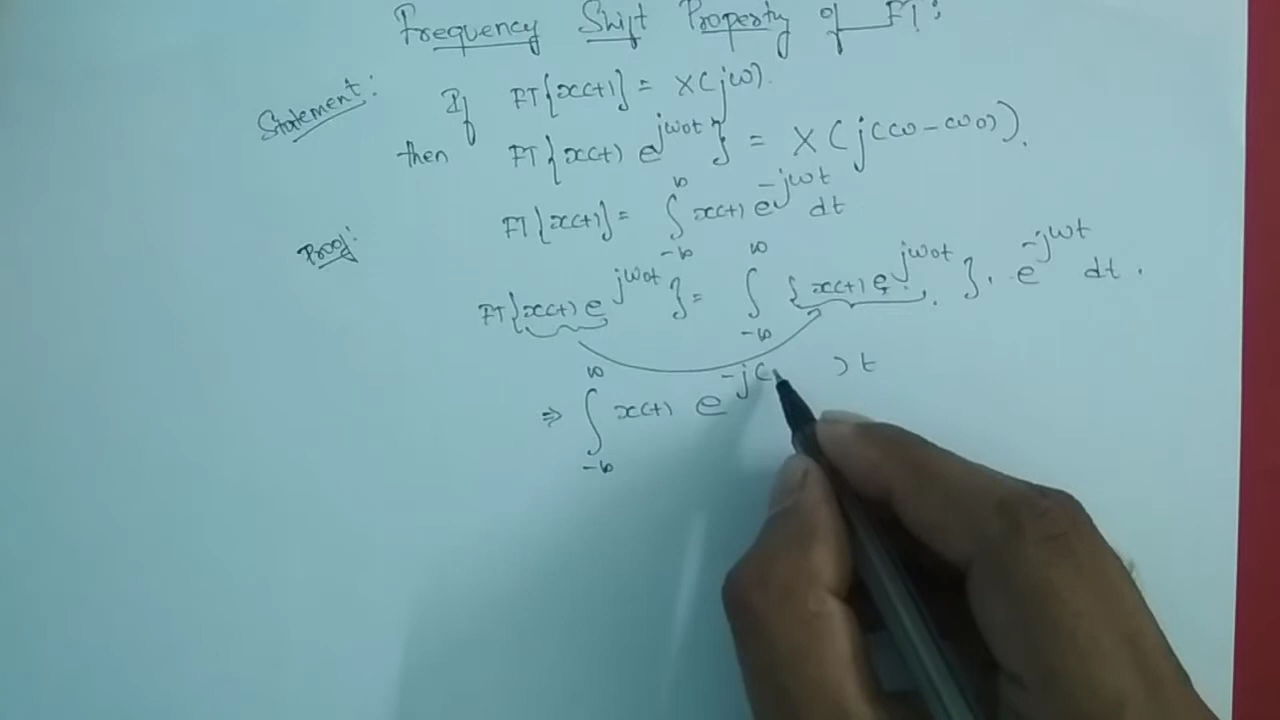 Frequency Shift Property of FT:
Statement: If FT{x(t)} = X(jω).
then FT{x(t) e^{jω0t}} = X(j(ω-ω0)).
Proof: FT{x(t)} = ∫_{-∞}^{∞} x(t) e^{-jωt} dt
FT{x(t) e^{jω0t}} = ∫_{-∞}^{∞} {x(t) e^{jω0t}}. e^{-jωt} dt.
⇒ ∫_{-∞}^{∞} x(t) e^{-j( )t}